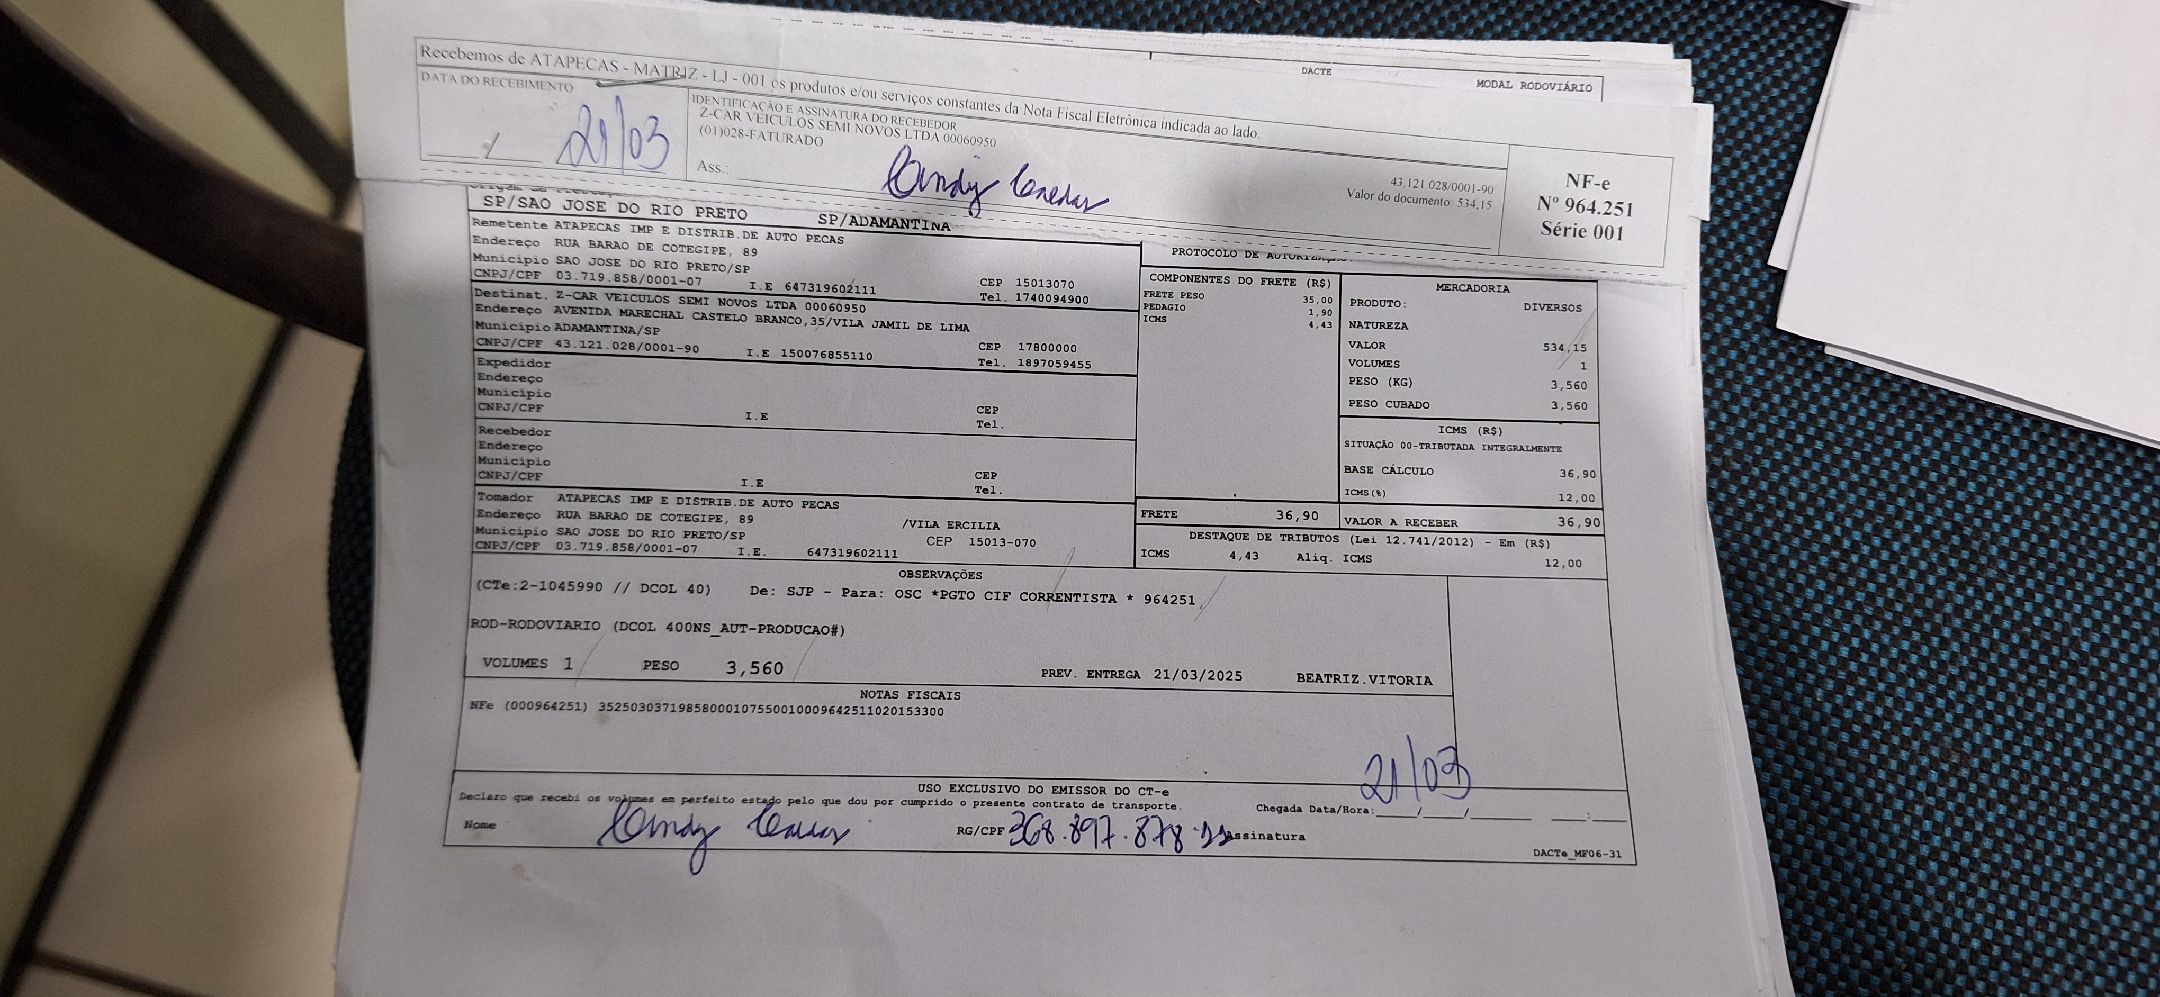 DACTE
MODAL RODOVIÁRIO
Recebemos de ATAPECAS - MATRIZ - LJ - 001 os produtos e/ou serviços constantes da Nota Fiscal Eletrônica indicada ao lado.
DATA DO RECEBIMENTO
21/03
IDENTIFICAÇÃO E ASSINATURA DO RECEBEDOR
Z-CAR VEICULOS SEMI NOVOS LTDA 00060950
(01)028-FATURADO
Ass.:
43.121.028/0001-90
Valor do documento: 534,15
NF-e
Nº 964.251
Série 001
SP/SAO JOSE DO RIO PRETO SP/ADAMANTINA
Remetente ATAPECAS IMP E DISTRIB.DE AUTO PECAS
Endereço RUA BARAO DE COTEGIPE, 89
Município SAO JOSE DO RIO PRETO/SP CEP 15013070
CNPJ/CPF 03.719.858/0001-07 I.E 647319602111 Tel. 1740094900
Destinat. Z-CAR VEICULOS SEMI NOVOS LTDA 00060950
Endereço AVENIDA MARECHAL CASTELO BRANCO,35/VILA JAMIL DE LIMA
Município ADAMANTINA/SP CEP 17800000
CNPJ/CPF 43.121.028/0001-90 I.E 150076855110 Tel. 1897059455
Expedidor
Endereço
Município CEP
CNPJ/CPF I.E Tel.
Recebedor
Endereço
Município CEP
CNPJ/CPF I.E Tel.
Tomador ATAPECAS IMP E DISTRIB.DE AUTO PECAS
Endereço RUA BARAO DE COTEGIPE, 89 /VILA ERCILIA
Município SAO JOSE DO RIO PRETO/SP CEP 15013-070
CNPJ/CPF 03.719.858/0001-07 I.E. 647319602111
PROTOCOLO DE
COMPONENTES DO FRETE (R$)
FRETE PESO 35,00
PEDAGIO 1,90
ICMS 4,43
MERCADORIA
PRODUTO: DIVERSOS
NATUREZA
VALOR 534,15
VOLUMES 1
PESO (KG) 3,560
PESO CUBADO 3,560
ICMS (R$)
SITUAÇÃO 00-TRIBUTADA INTEGRALMENTE
BASE CÁLCULO 36,90
ICMS(%) 12,00
FRETE 36,90
VALOR A RECEBER 36,90
DESTAQUE DE TRIBUTOS (Lei 12.741/2012) - Em (R$)
ICMS 4,43 Aliq. ICMS 12,00
OBSERVAÇÕES
(CTe:2-1045990 // DCOL 40) De: SJP - Para: OSC *PGTO CIF CORRENTISTA * 964251
ROD-RODOVIARIO (DCOL 400NS_AUT-PRODUCAO#)
VOLUMES 1 PESO 3,560 PREV. ENTREGA 21/03/2025 BEATRIZ.VITORIA
NOTAS FISCAIS
NFe (000964251) 35250303719858000107550010009642511020153300
21/03
USO EXCLUSIVO DO EMISSOR DO CT-e
Declaro que recebi os volumes em perfeito estado pelo que dou por cumprido o presente contrato de transporte.
Chegada Data/Hora:___/___/_____ __:__
Nome RG/CPF 368.897.878 Assinatura
DACTe_MF06-31